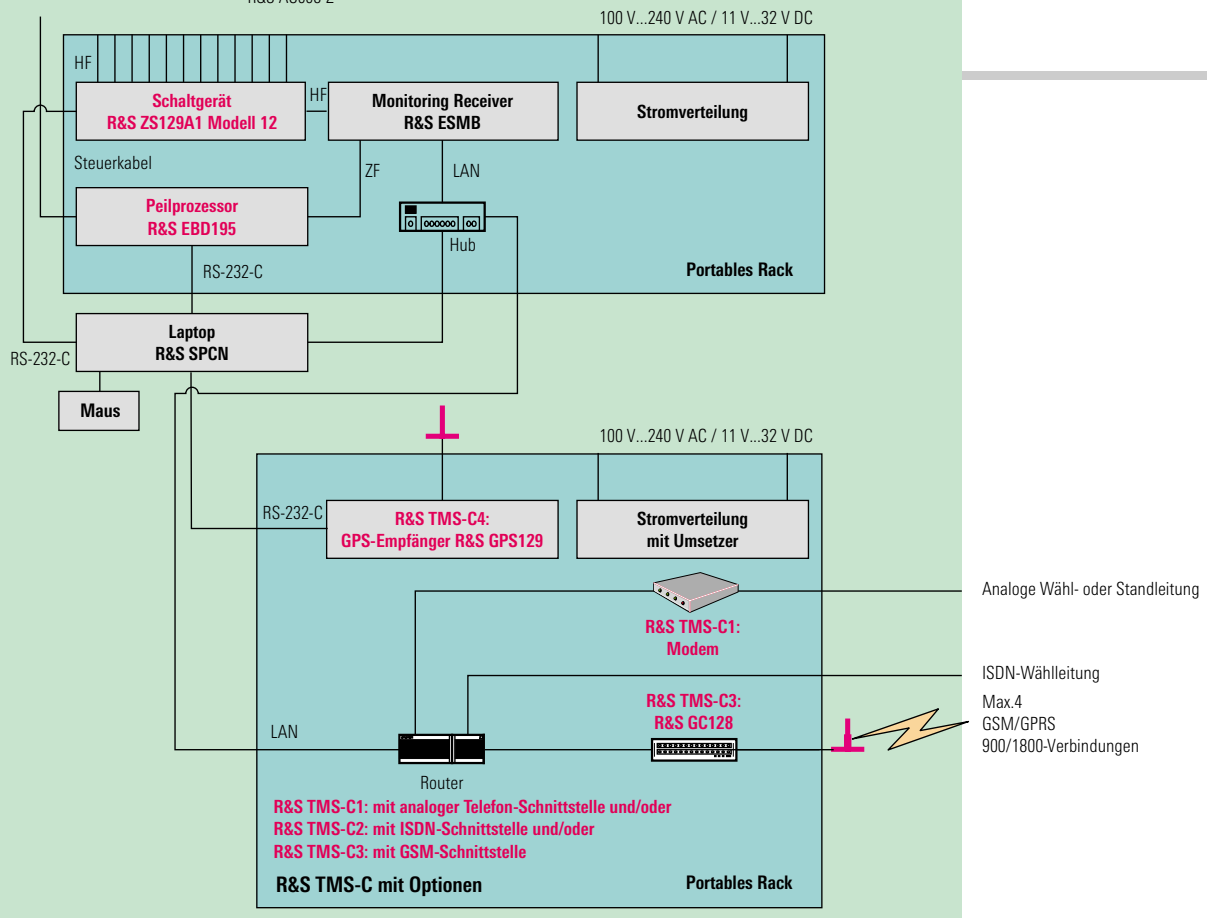 100 V...240 V AC / 11 V...32 V DC
HF
Schaltgerät
R&S ZS129A1 Modell 12
HF
Monitoring Receiver
R&S ESMB
Stromverteilung
Steuerkabel
ZF
LAN
Peilprozessor
R&S EBD195
Hub
RS-232-C
Portables Rack
Laptop
R&S SPCN
RS-232-C
Maus
100 V...240 V AC / 11 V...32 V DC
RS-232-C
R&S TMS-C4:
GPS-Empfänger R&S GPS129
Stromverteilung
mit Umsetzer
Analoge Wähl- oder Standleitung
R&S TMS-C1:
Modem
ISDN-Wählleitung
R&S TMS-C3:
R&S GC128
Max.4
GSM/GPRS
900/1800-Verbindungen
LAN
Router
R&S TMS-C1: mit analoger Telefon-Schnittstelle und/oder
R&S TMS-C2: mit ISDN-Schnittstelle und/oder
R&S TMS-C3: mit GSM-Schnittstelle
R&S TMS-C mit Optionen
Portables Rack